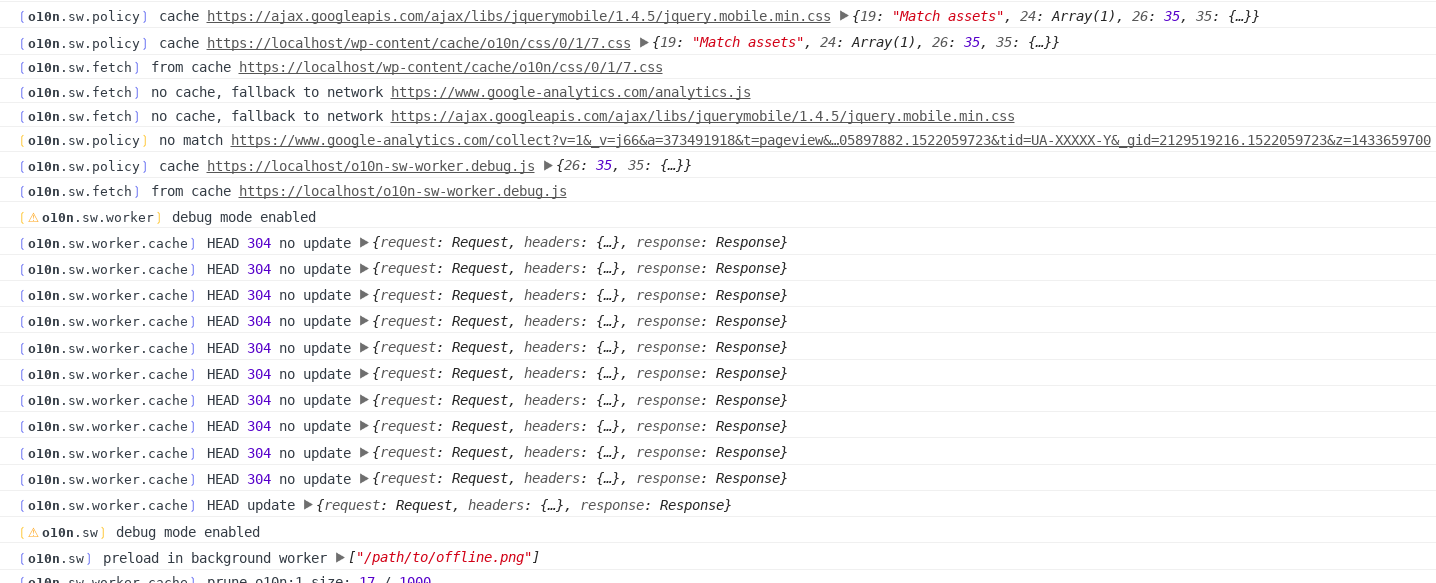 [o10n.sw.policy] cache https://ajax.googleapis.com/ajax/libs/jquerymobile/1.4.5/jquery.mobile.min.css ▶{19: "Match assets", 24: Array(1), 26: 35, 35: {…}}
[o10n.sw.policy] cache https://localhost/wp-content/cache/o10n/css/0/1/7.css ▶{19: "Match assets", 24: Array(1), 26: 35, 35: {…}}
[o10n.sw.fetch] from cache https://localhost/wp-content/cache/o10n/css/0/1/7.css
[o10n.sw.fetch] no cache, fallback to network https://www.google-analytics.com/analytics.js
[o10n.sw.fetch] no cache, fallback to network https://ajax.googleapis.com/ajax/libs/jquerymobile/1.4.5/jquery.mobile.min.css
[o10n.sw.policy] no match https://www.google-analytics.com/collect?v=1&_v=j66&a=373491918&t=pageview&…05897882.1522059723&tid=UA-XXXXX-Y&_gid=2129519216.1522059723&z=1433659700
[o10n.sw.policy] cache https://localhost/o10n-sw-worker.debug.js ▶{26: 35, 35: {…}}
[o10n.sw.fetch] from cache https://localhost/o10n-sw-worker.debug.js
[⚠o10n.sw.worker] debug mode enabled
[o10n.sw.worker.cache] HEAD 304 no update ▶{request: Request, headers: {…}, response: Response}
[o10n.sw.worker.cache] HEAD 304 no update ▶{request: Request, headers: {…}, response: Response}
[o10n.sw.worker.cache] HEAD 304 no update ▶{request: Request, headers: {…}, response: Response}
[o10n.sw.worker.cache] HEAD 304 no update ▶{request: Request, headers: {…}, response: Response}
[o10n.sw.worker.cache] HEAD 304 no update ▶{request: Request, headers: {…}, response: Response}
[o10n.sw.worker.cache] HEAD 304 no update ▶{request: Request, headers: {…}, response: Response}
[o10n.sw.worker.cache] HEAD 304 no update ▶{request: Request, headers: {…}, response: Response}
[o10n.sw.worker.cache] HEAD 304 no update ▶{request: Request, headers: {…}, response: Response}
[o10n.sw.worker.cache] HEAD 304 no update ▶{request: Request, headers: {…}, response: Response}
[o10n.sw.worker.cache] HEAD 304 no update ▶{request: Request, headers: {…}, response: Response}
[o10n.sw.worker.cache] HEAD update ▶{request: Request, headers: {…}, response: Response}
[⚠o10n.sw] debug mode enabled
[o10n.sw] preload in background worker ▶["/path/to/offline.png"]
[o10n.sw.worker.cache] prune o10n:1 size: 17 / 1000